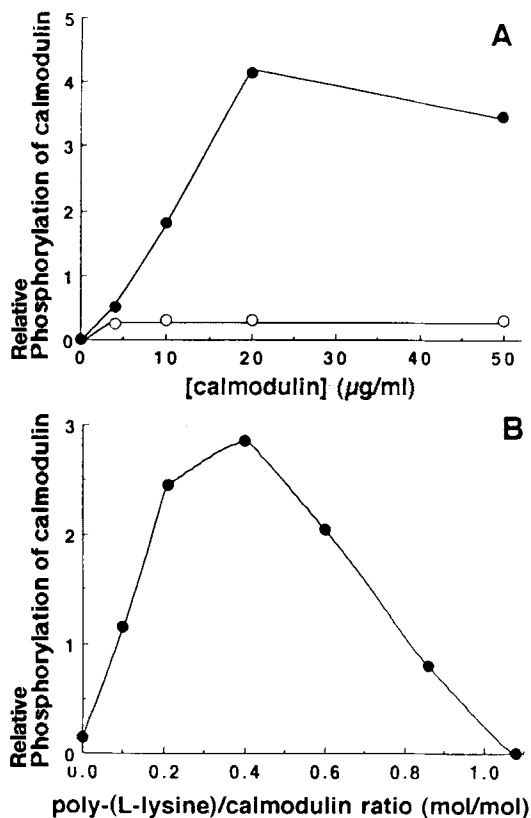 A
5
4
3
2
1
0
Relative
Phosphorylation of calmodulin
0 10 20 30 40 50
[calmodulin] (µg/ml)
B
3
2
1
0
Relative
Phosphorylation of calmodulin
0.0 0.2 0.4 0.6 0.8 1.0
poly-(L-lysine)/calmodulin ratio (mol/mol)